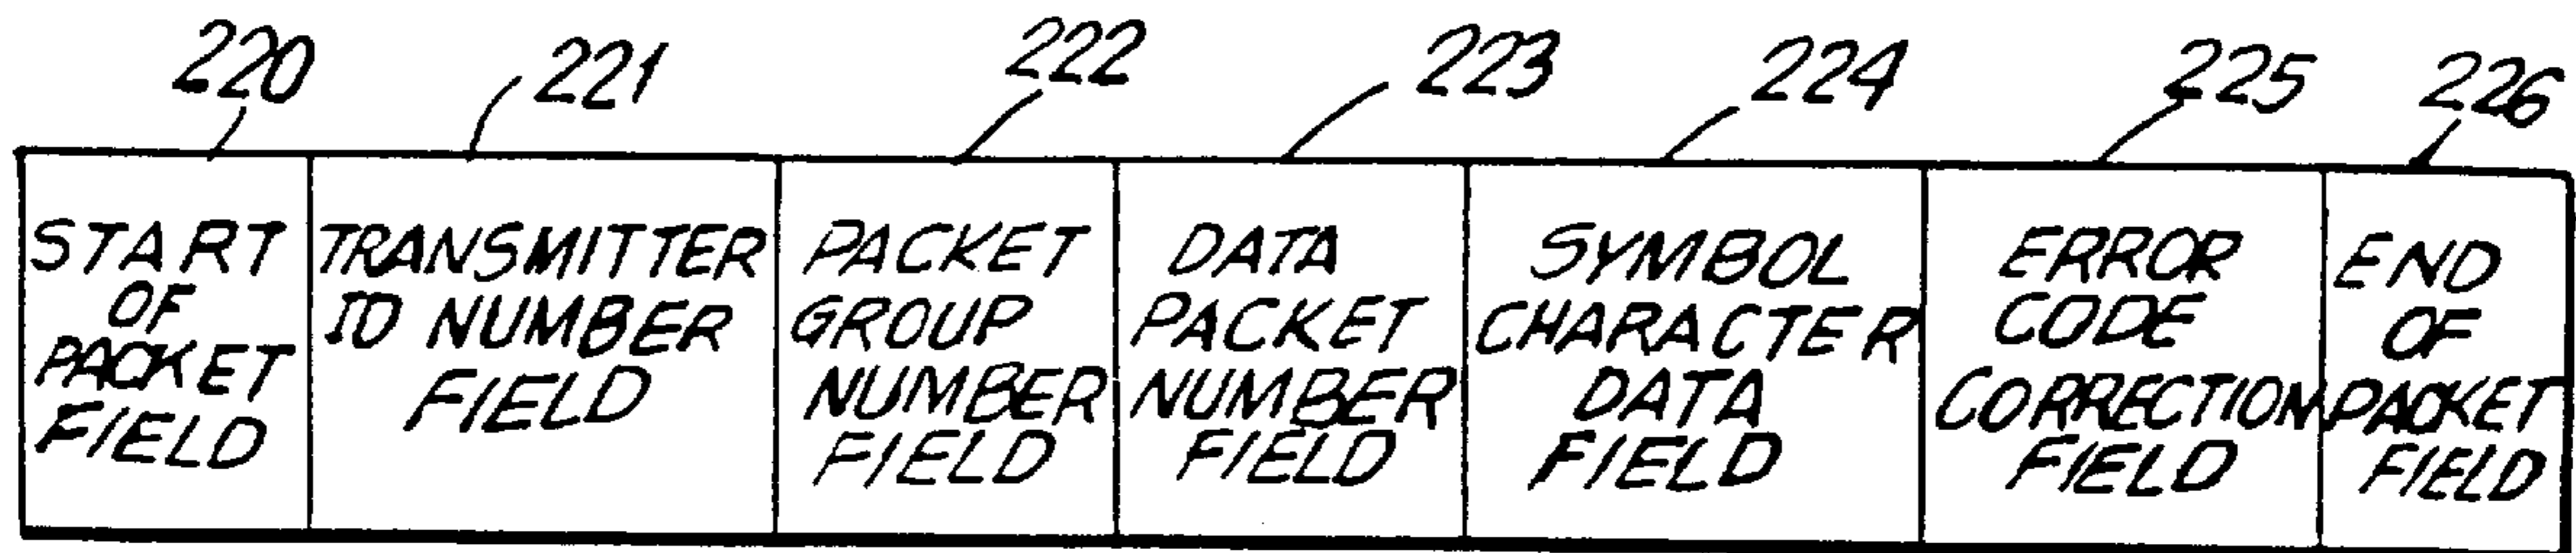 220 221 222 223 224 225 226
START
OF
PACKET
FIELD
TRANSMITTER
ID NUMBER
FIELD
PACKET
GROUP
NUMBER
FIELD
DATA
PACKET
NUMBER
FIELD
SYMBOL
CHARACTER
DATA
FIELD
ERROR
CODE
CORRECTION
FIELD
END
OF
PACKET
FIELD